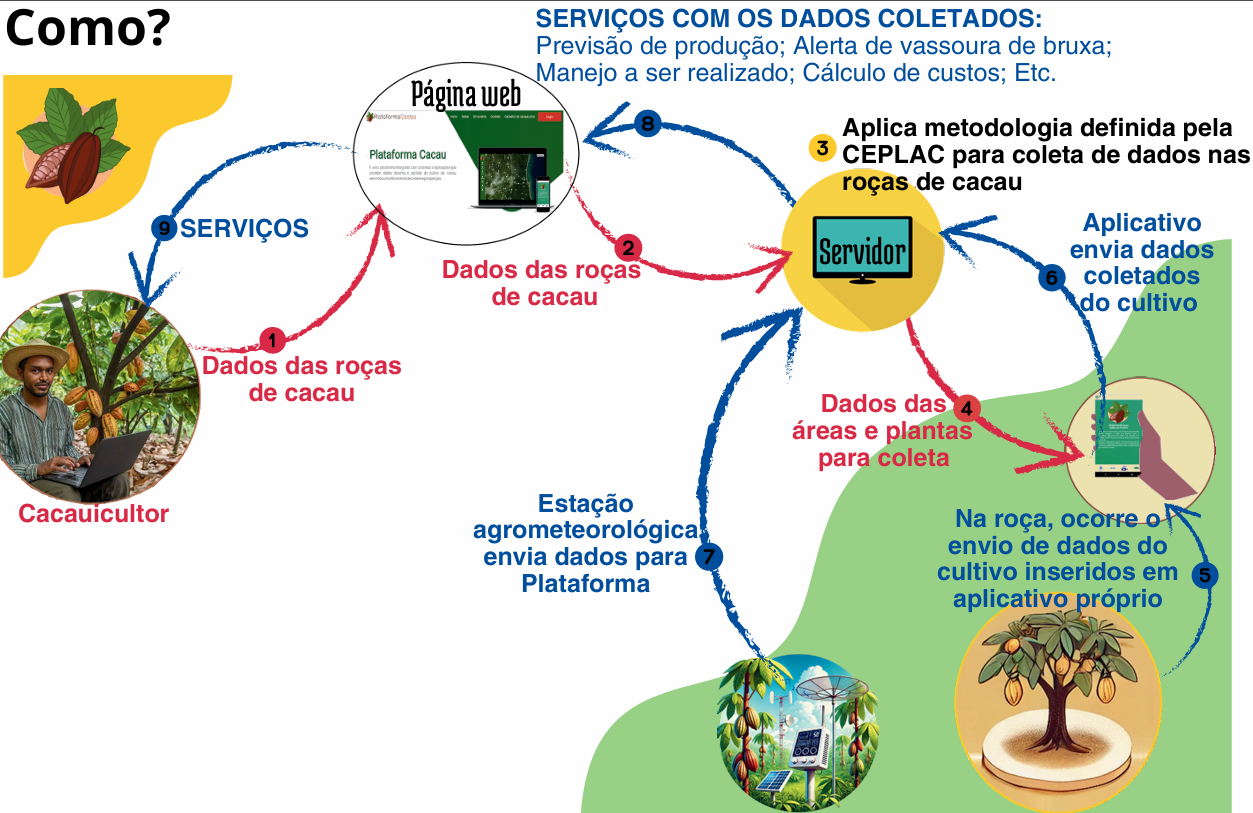 Como?
SERVIÇOS COM OS DADOS COLETADOS:
Previsão de produção; Alerta de vassoura de bruxa;
Manejo a ser realizado; Cálculo de custos; Etc.
Página web
PlataformaCacau
Plataforma Cacau
8
3
Aplica metodologia definida pela
CEPLAC para coleta de dados nas
roças de cacau
9
SERVIÇOS
2
Dados das roças
de cacau
Servidor
Aplicativo
envia dados
coletados
do cultivo
6
1
Dados das roças
de cacau
Dados das
áreas e plantas
para coleta
4
Cacauicultor
Estação
agrometeorológica
envia dados para
Plataforma
7
Na roça, ocorre o
envio de dados do
cultivo inseridos em
aplicativo próprio
5